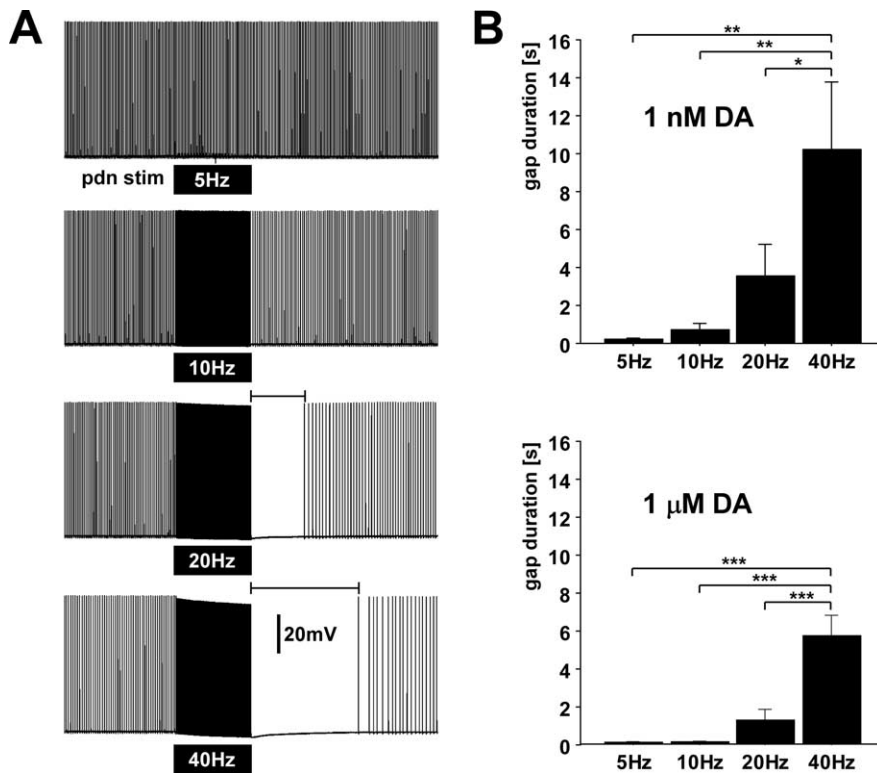 A
pdn stim
5Hz
10Hz
20Hz
20mV
40Hz
B
gap duration [s]
16
14
12
10
8
6
4
2
0
**
**
*
1 nM DA
5Hz 10Hz 20Hz 40Hz
gap duration [s]
16
14
12
10
8
6
4
2
0
1 μM DA
***
***
***
5Hz 10Hz 20Hz 40Hz